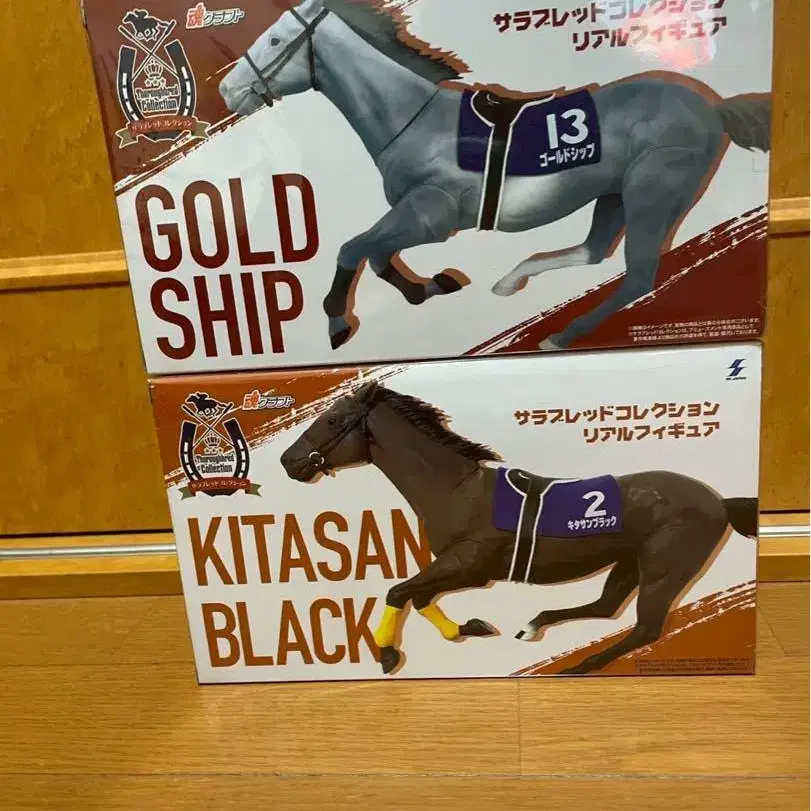 魂クラフト
サラブレッドコレクション
リアルフィギュア
Thoroughbred
Collection
サラブレッドコレクション
13
ゴールドシップ
GOLD
SHIP
魂クラフト
サラブレッドコレクション
リアルフィギュア
Thoroughbred
Collection
サラブレッドコレクション
2
キタサンブラック
KITASAN
BLACK